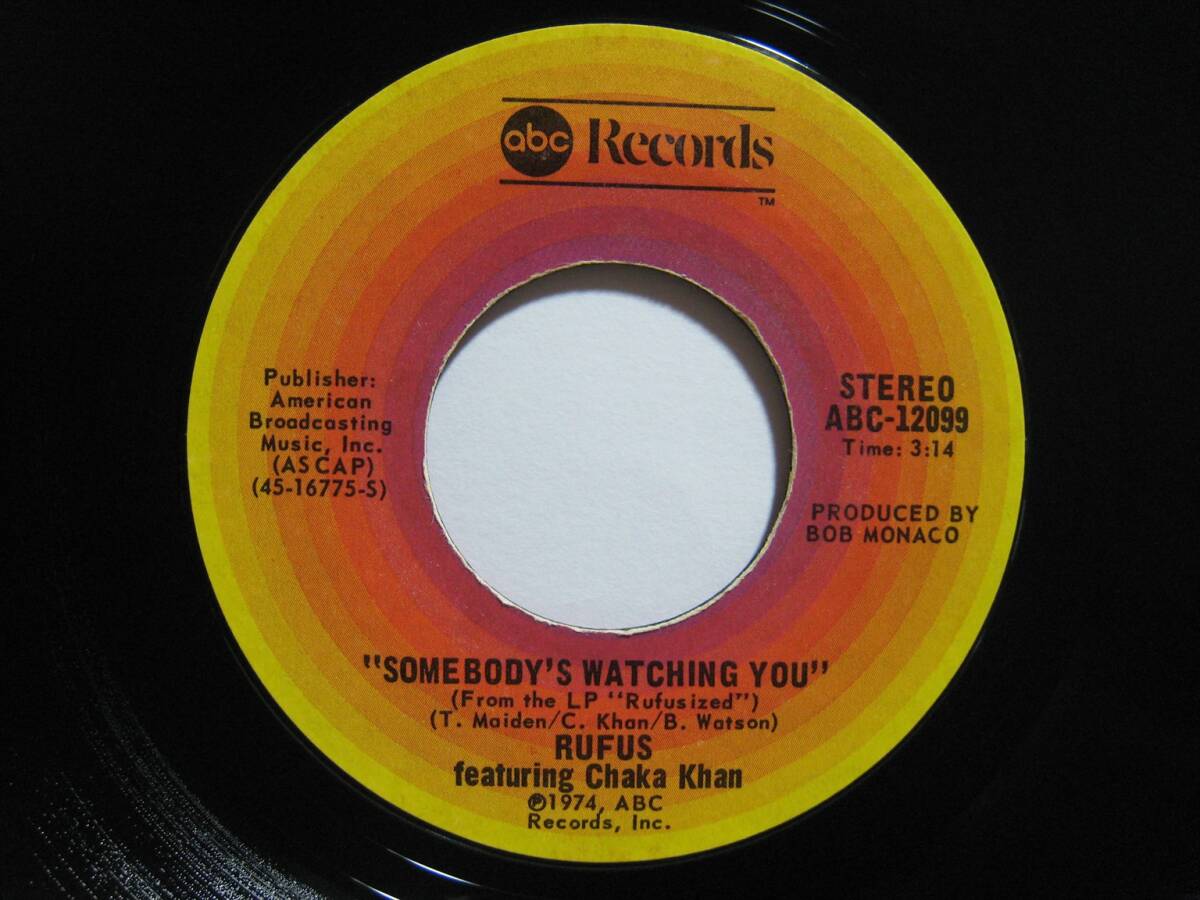 abc Records
TM
Publisher:
American
Broadcasting
Music, Inc.
(ASCAP)
(45-16775-S)
STEREO
ABC-12099
Time: 3:14
PRODUCED BY
BOB MONACO
"SOMEBODY'S WATCHING YOU"
(From the LP "Rufusized")
(T. Maiden/C. Khan/B. Watson)
RUFUS
featuring Chaka Khan
℗1974, ABC
Records, Inc.